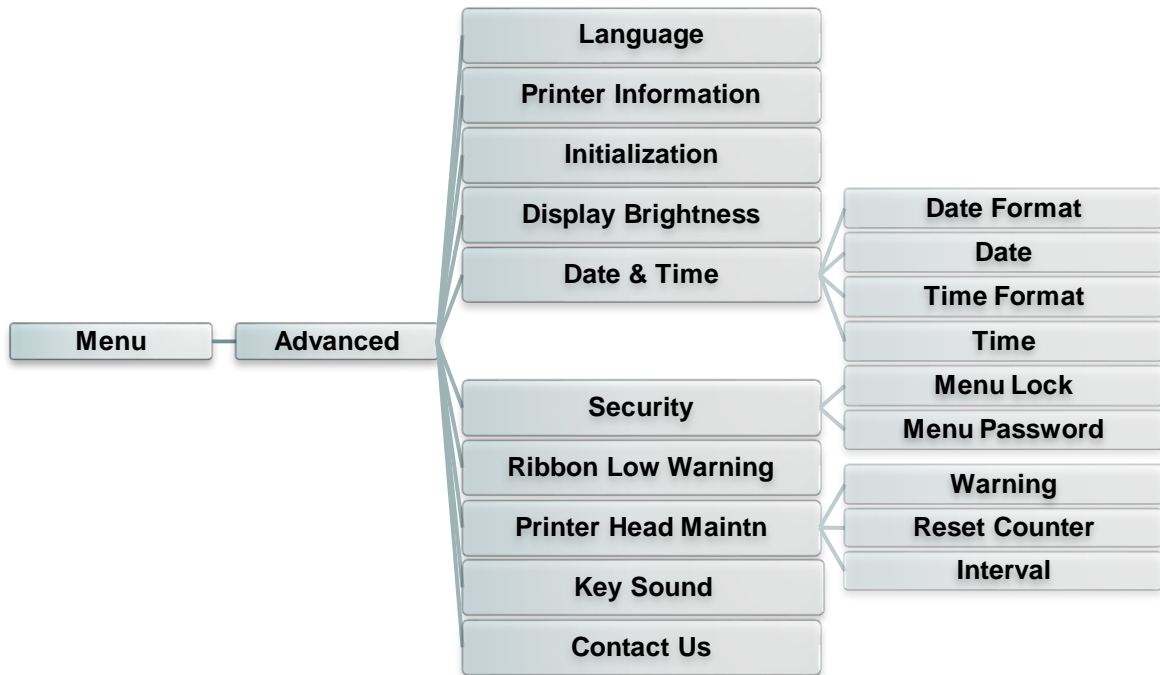 Menu
Advanced
Language
Printer Information
Initialization
Display Brightness
Date & Time
Date Format
Date
Time Format
Time
Security
Menu Lock
Menu Password
Ribbon Low Warning
Printer Head Maintn
Warning
Reset Counter
Interval
Key Sound
Contact Us